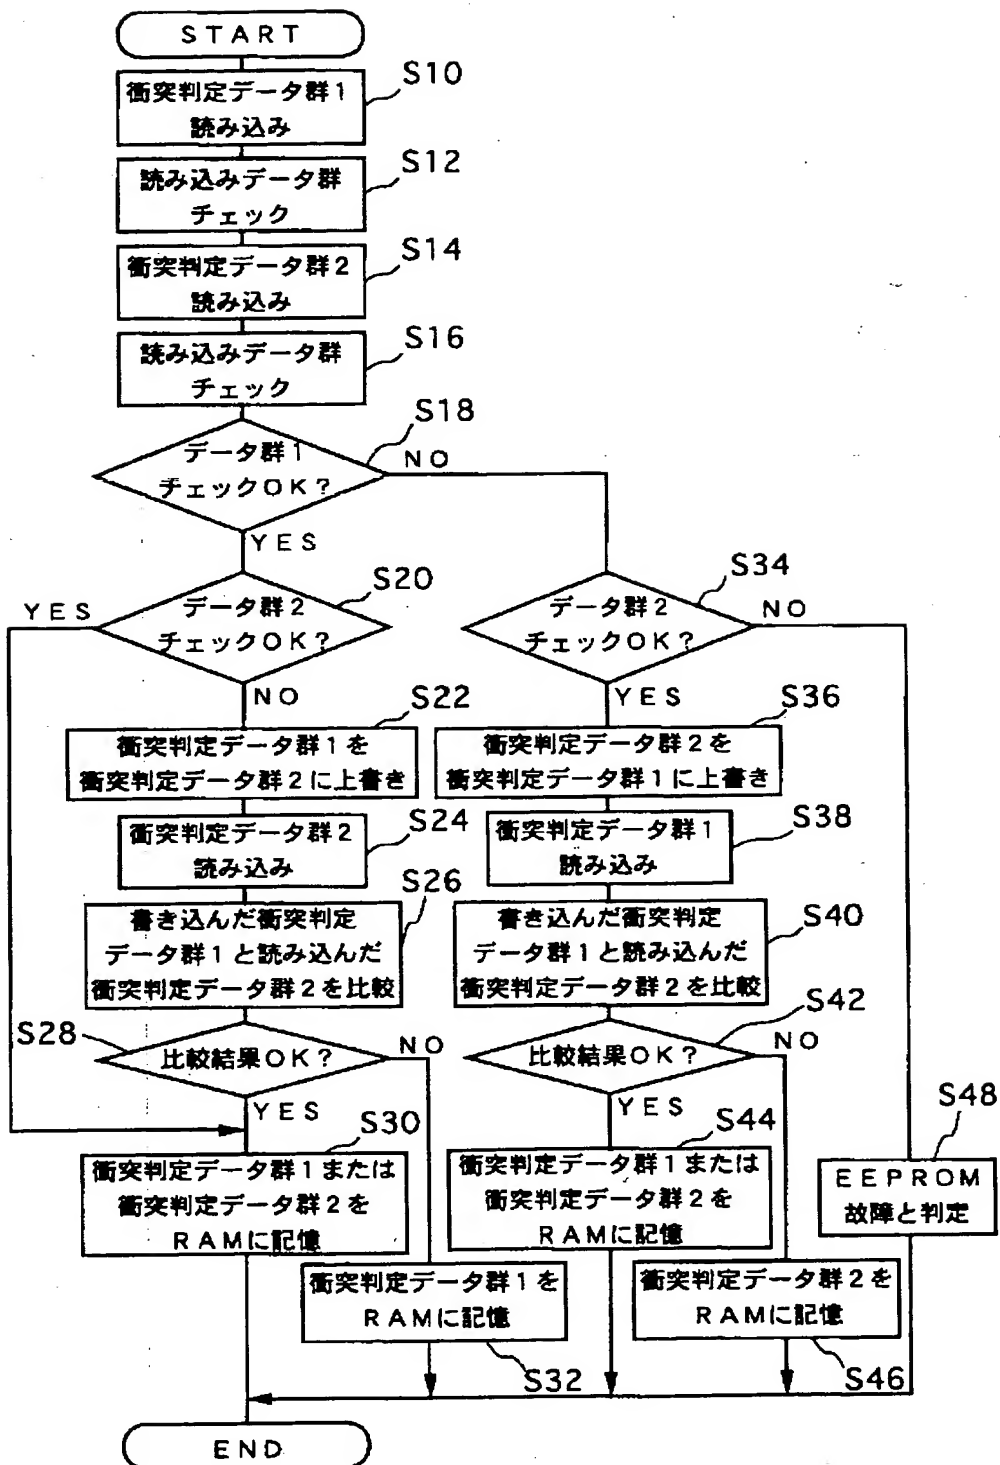 START
S10
衝突判定データ群1
読み込み
S12
読み込みデータ群
チェック
S14
衝突判定データ群2
読み込み
S16
読み込みデータ群
チェック
S18
データ群1
チェックOK?
NO
YES
S20
YES
データ群2
チェックOK?
NO
S34
データ群2
チェックOK?
NO
YES
S22
衝突判定データ群1を
衝突判定データ群2に上書き
S36
衝突判定データ群2を
衝突判定データ群1に上書き
S24
衝突判定データ群2
読み込み
S38
衝突判定データ群1
読み込み
S26
書き込んだ衝突判定
データ群1と読み込んだ
衝突判定データ群2を比較
S40
書き込んだ衝突判定
データ群1と読み込んだ
衝突判定データ群2を比較
S28
比較結果OK?
NO
YES
S42
比較結果OK?
NO
YES
S30
衝突判定データ群1または
衝突判定データ群2を
RAMに記憶
S44
衝突判定データ群1または
衝突判定データ群2を
RAMに記憶
S48
EEPROM
故障と判定
衝突判定データ群1を
RAMに記憶
S32
衝突判定データ群2を
RAMに記憶
S46
END